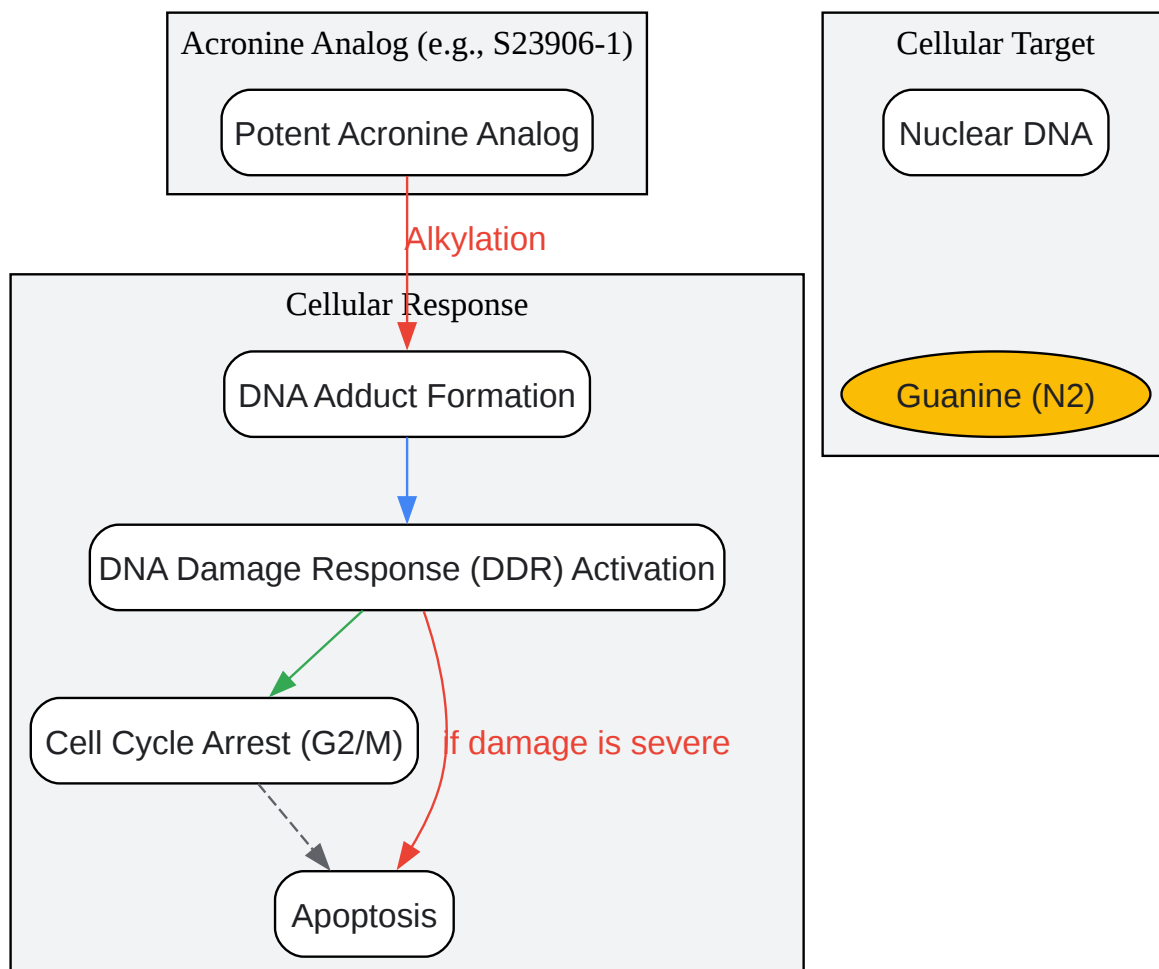 Acronine Analog (e.g., S23906-1)
Potent Acronine Analog
Cellular Target
Nuclear DNA
Guanine (N2)
Alkylation
Cellular Response
DNA Adduct Formation
DNA Damage Response (DDR) Activation
Cell Cycle Arrest (G2/M)
if damage is severe
Apoptosis